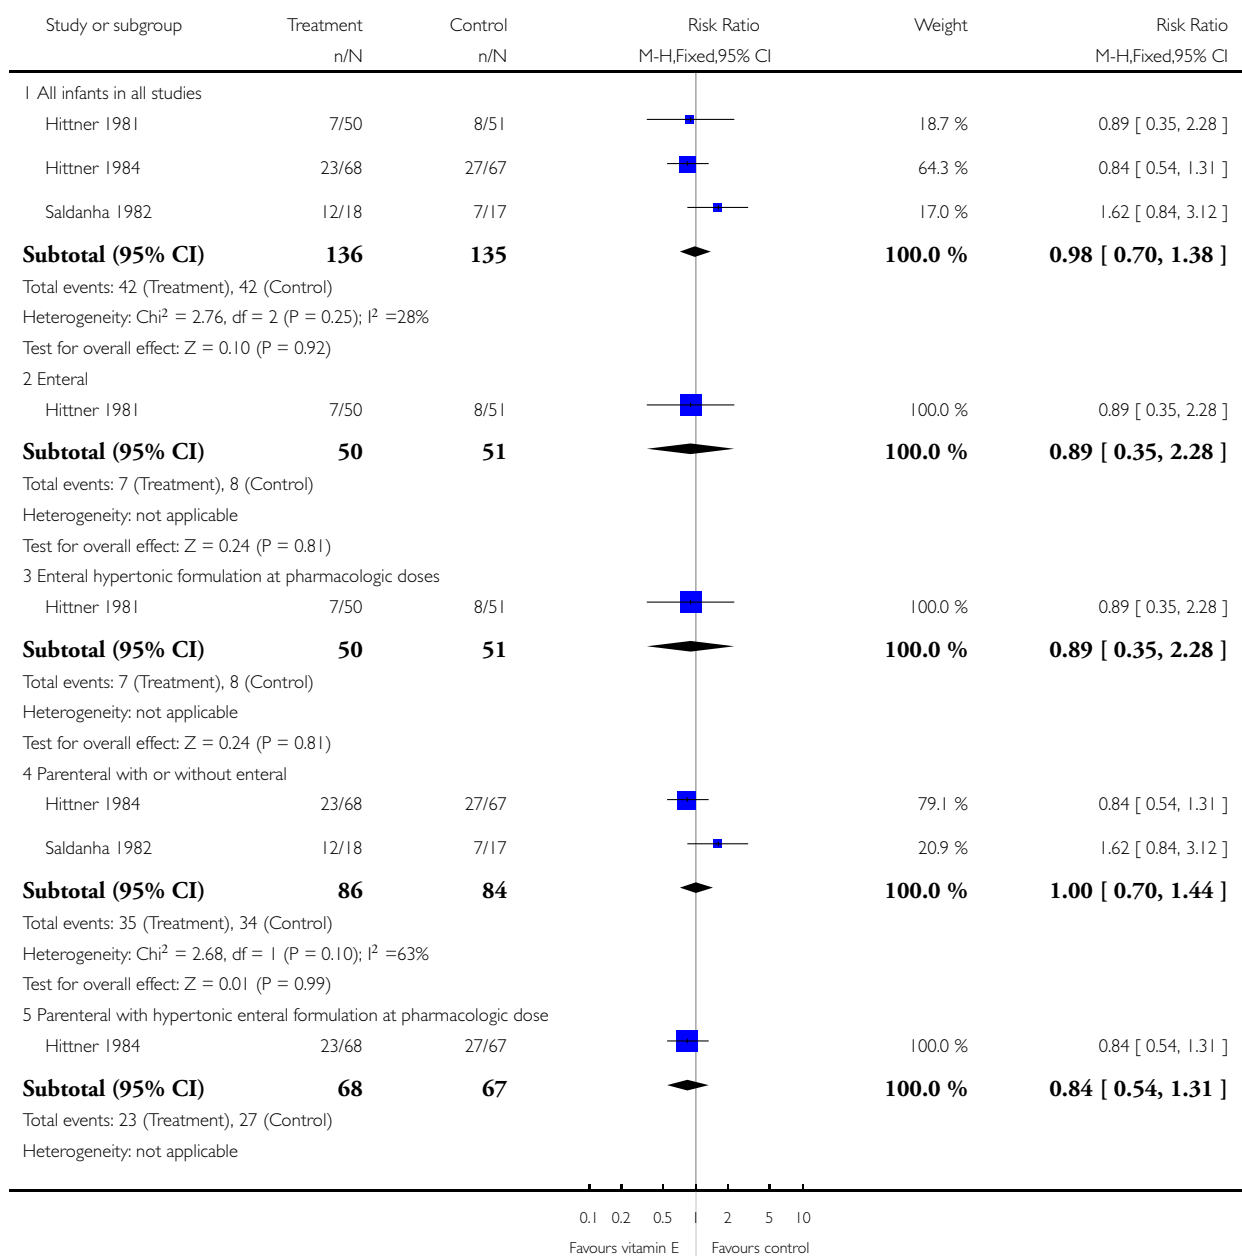 Study or subgroup Treatment Control Risk Ratio Weight Risk Ratio
n/N n/N M-H,Fixed,95% CI M-H,Fixed,95% CI
1 All infants in all studies
Hittner 1981 7/50 8/51 18.7 % 0.89 [ 0.35, 2.28 ]
Hittner 1984 23/68 27/67 64.3 % 0.84 [ 0.54, 1.31 ]
Saldanha 1982 12/18 7/17 17.0 % 1.62 [ 0.84, 3.12 ]
Subtotal (95% CI) 136 135 100.0 % 0.98 [ 0.70, 1.38 ]
Total events: 42 (Treatment), 42 (Control)
Heterogeneity: Chi² = 2.76, df = 2 (P = 0.25); I² =28%
Test for overall effect: Z = 0.10 (P = 0.92)
2 Enteral
Hittner 1981 7/50 8/51 100.0 % 0.89 [ 0.35, 2.28 ]
Subtotal (95% CI) 50 51 100.0 % 0.89 [ 0.35, 2.28 ]
Total events: 7 (Treatment), 8 (Control)
Heterogeneity: not applicable
Test for overall effect: Z = 0.24 (P = 0.81)
3 Enteral hypertonic formulation at pharmacologic doses
Hittner 1981 7/50 8/51 100.0 % 0.89 [ 0.35, 2.28 ]
Subtotal (95% CI) 50 51 100.0 % 0.89 [ 0.35, 2.28 ]
Total events: 7 (Treatment), 8 (Control)
Heterogeneity: not applicable
Test for overall effect: Z = 0.24 (P = 0.81)
4 Parenteral with or without enteral
Hittner 1984 23/68 27/67 79.1 % 0.84 [ 0.54, 1.31 ]
Saldanha 1982 12/18 7/17 20.9 % 1.62 [ 0.84, 3.12 ]
Subtotal (95% CI) 86 84 100.0 % 1.00 [ 0.70, 1.44 ]
Total events: 35 (Treatment), 34 (Control)
Heterogeneity: Chi² = 2.68, df = 1 (P = 0.10); I² =63%
Test for overall effect: Z = 0.01 (P = 0.99)
5 Parenteral with hypertonic enteral formulation at pharmacologic dose
Hittner 1984 23/68 27/67 100.0 % 0.84 [ 0.54, 1.31 ]
Subtotal (95% CI) 68 67 100.0 % 0.84 [ 0.54, 1.31 ]
Total events: 23 (Treatment), 27 (Control)
Heterogeneity: not applicable
0.1 0.2 0.5 1 2 5 10
Favours vitamin E Favours control